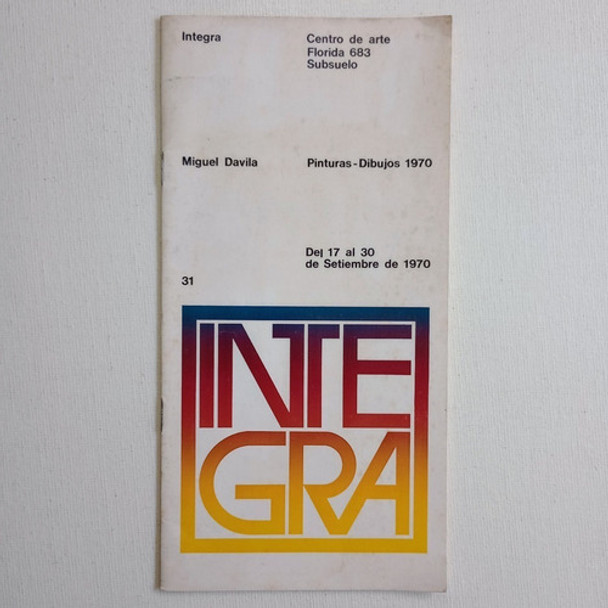 Integra
Centro de arte
Florida 683
Subsuelo
Miguel Davila
Pinturas-Dibujos 1970
Del 17 al 30
de Setiembre de 1970
31
INTE
GRA